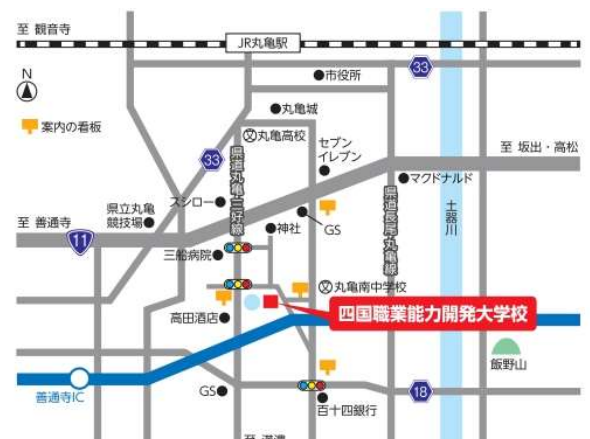 至 観音寺
JR丸亀駅
N
市役所
33
案内の看板
丸亀城
文丸亀高校
セブン
イレブン
至 坂出・高松
33
県道丸亀三好線
マクドナルド
スシロー
県立丸亀
競技場
県道長尾丸亀線
土器川
至 善通寺
11
神社
GS
三船病院
文丸亀南中学校
高田酒店
四国職業能力開発大学校
飯野山
善通寺IC
GS
18
百十四銀行